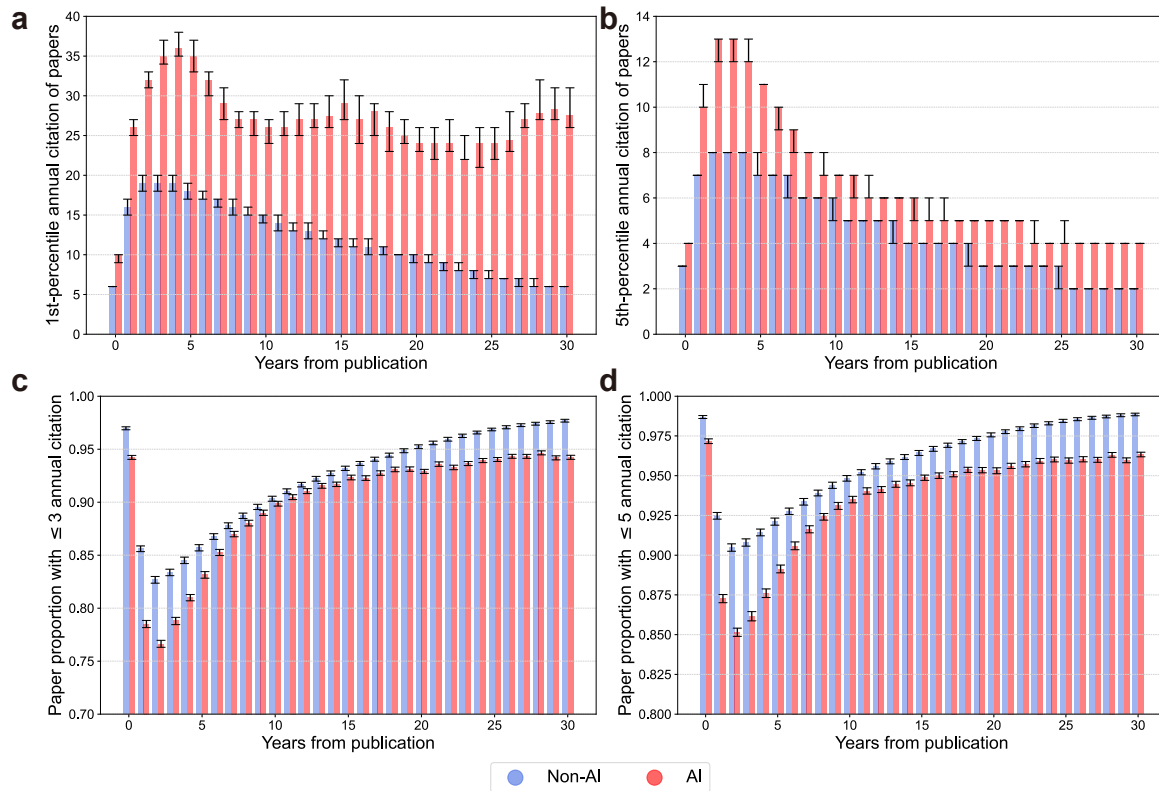 a
1st-percentile annual citation of papers
40
35
30
25
20
15
10
5
0
0 5 10 15 20 25 30
Years from publication
b
5th-percentile annual citation of papers
14
12
10
8
6
4
2
0
0 5 10 15 20 25 30
Years from publication
c
Paper proportion with ≤ 3 annual citation
1.00
0.95
0.90
0.85
0.80
0.75
0.70
0 5 10 15 20 25 30
Years from publication
d
Paper proportion with ≤ 5 annual citation
1.000
0.975
0.950
0.925
0.900
0.875
0.850
0.825
0.800
0 5 10 15 20 25 30
Years from publication
Non-AI AI